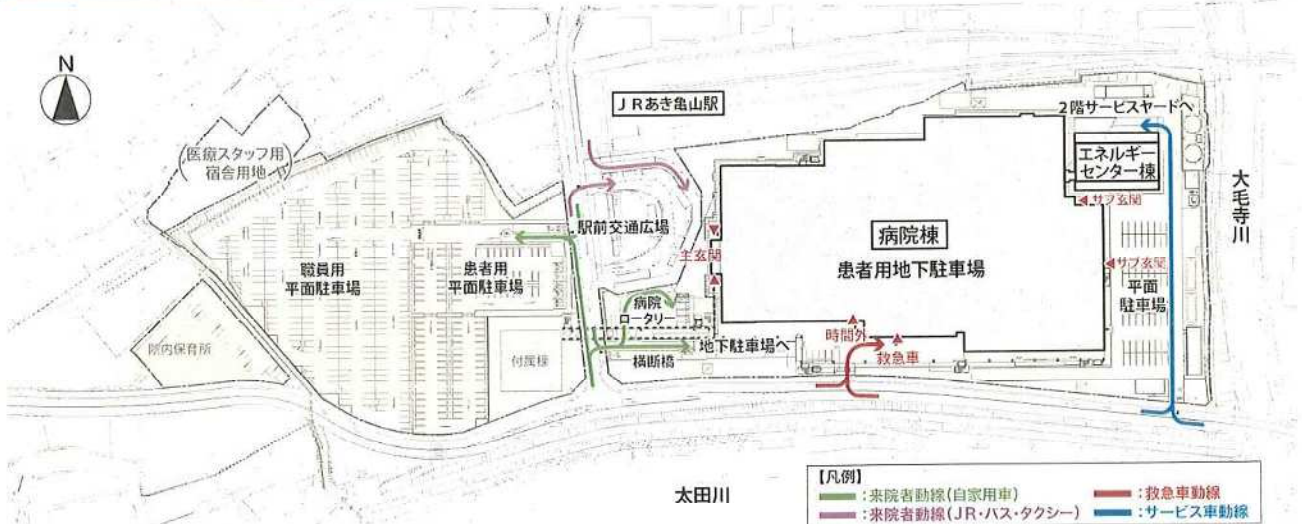 N
JRあき亀山駅
2階サービスヤードへ
(医療スタッフ用
宿舎用地)
エネルギー
センター棟
大毛寺川
サブ玄関
駅前交通広場
病院棟
主玄関
患者用地下駐車場
サブ玄関
職員用
平面駐車場
患者用
平面駐車場
平面
駐車場
病院
ロータリー
時間外
地下駐車場へ
救急車
院内保育所
付属棟
横断橋
太田川
【凡例】
:来院者動線(自家用車)
:救急車動線
:来院者動線(JR・バス・タクシー)
:サービス車動線